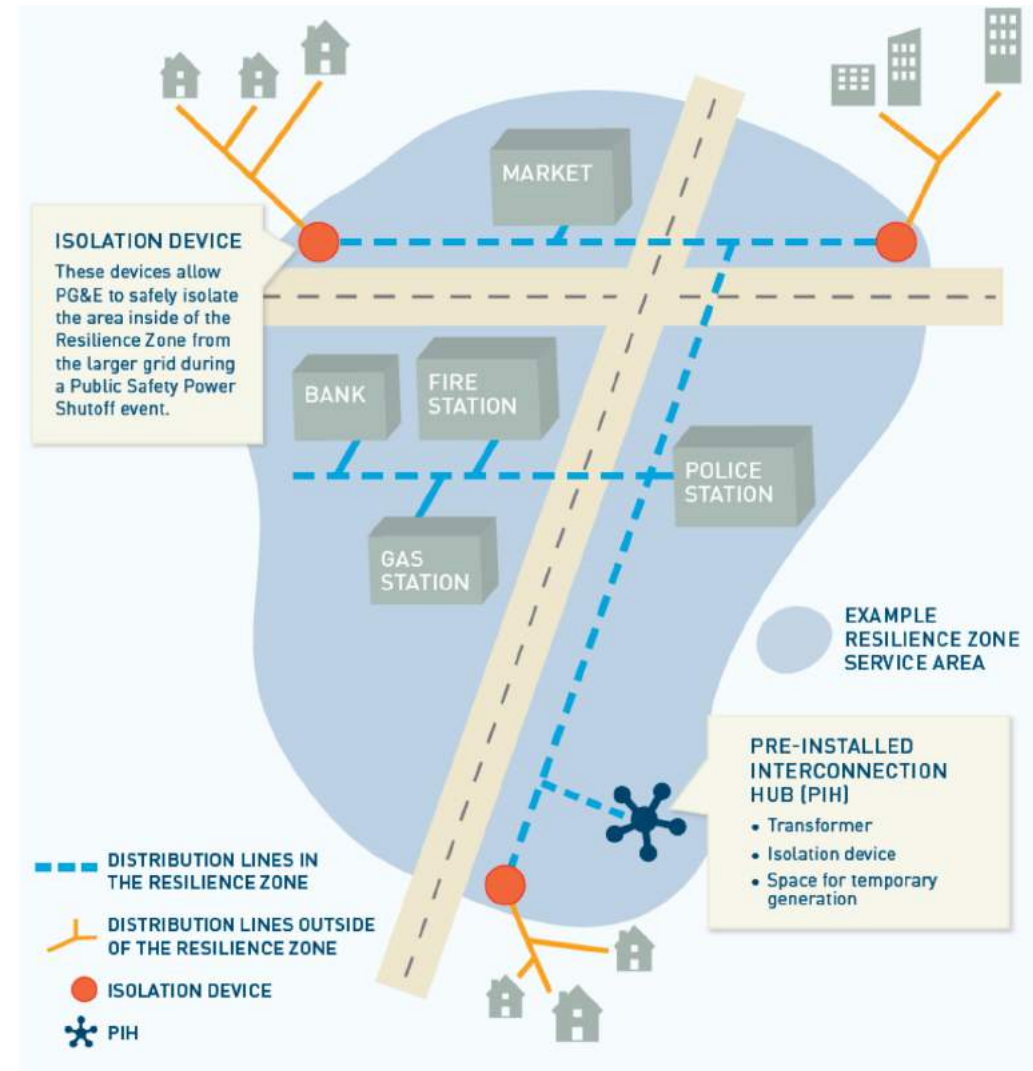 MARKET
ISOLATION DEVICE
These devices allow
PG&E to safely isolate
the area inside of the
Resilience Zone from
the larger grid during
a Public Safety Power
Shutoff event.
BANK
FIRE
STATION
POLICE
STATION
GAS
STATION
EXAMPLE
RESILIENCE ZONE
SERVICE AREA
PRE-INSTALLED
INTERCONNECTION
HUB (PIH)
• Transformer
• Isolation device
• Space for temporary
generation
DISTRIBUTION LINES IN
THE RESILIENCE ZONE
DISTRIBUTION LINES OUTSIDE
OF THE RESILIENCE ZONE
ISOLATION DEVICE
PIH